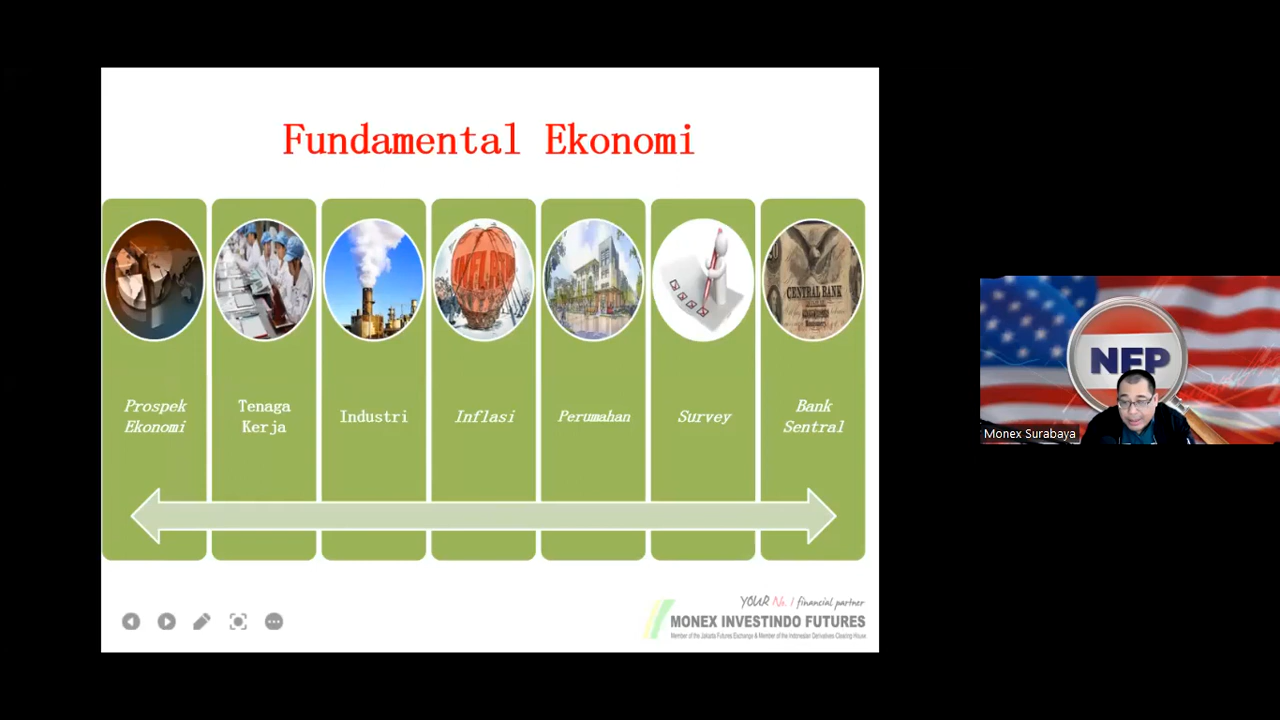 Fundamental Ekonomi
CENTRAL BANK
Prospek
Ekonomi
Tenaga
Kerja
Industri
Inflasi
Perumahan
Survey
Bank
Sentral
NFP
Monex Surabaya
YOUR No. 1 financial partner
MONEX INVESTINDO FUTURES
Member of the Jakarta Futures Exchange & Member of the Indonesian Derivatives Clearing House